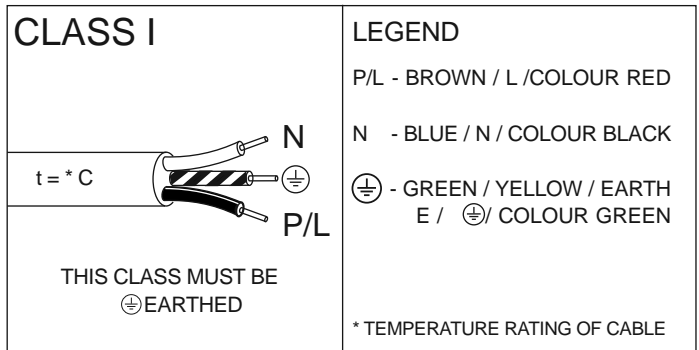 CLASS I
N
t = * C
⏚
P/L
THIS CLASS MUST BE
⏚ EARTHED
LEGEND
P/L - BROWN / L /COLOUR RED
N - BLUE / N / COLOUR BLACK
⏚ - GREEN / YELLOW / EARTH
E / ⏚/ COLOUR GREEN
* TEMPERATURE RATING OF CABLE